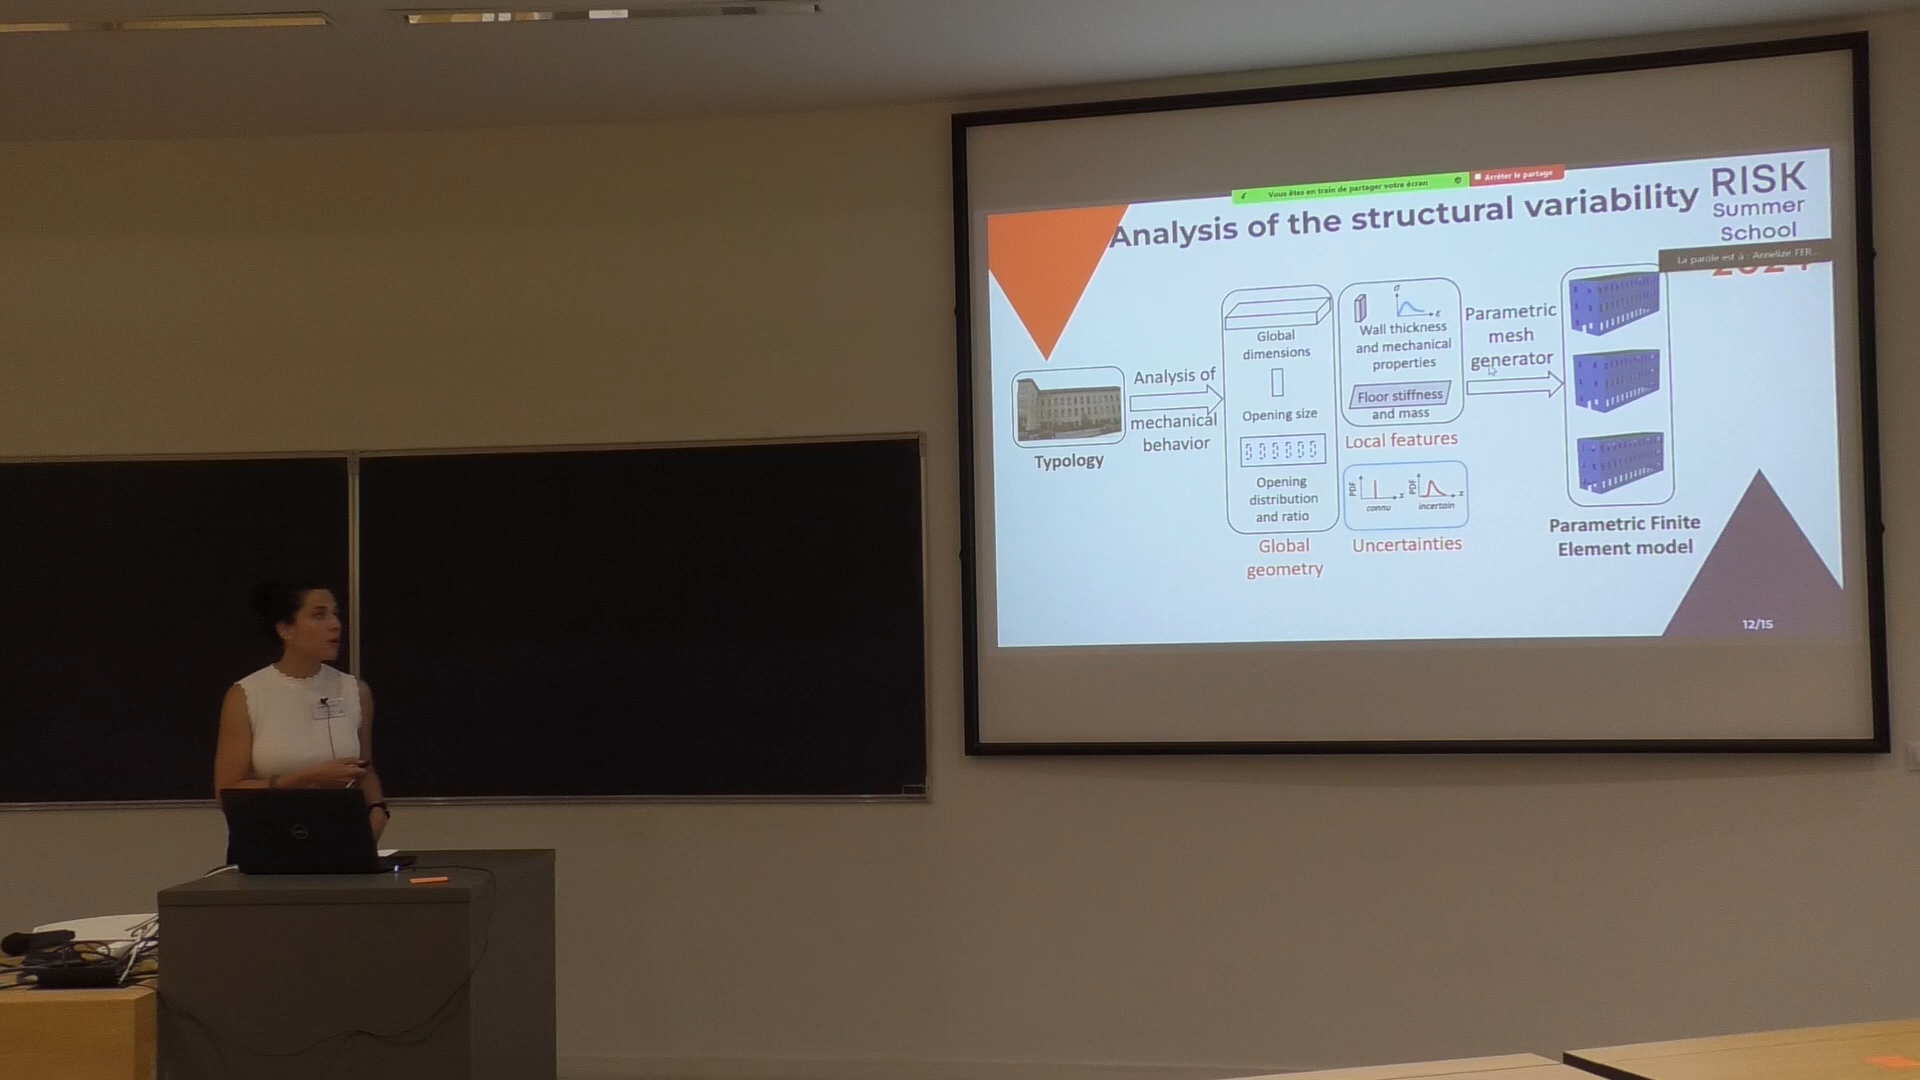 Vous êtes en train de partager votre écran
Arrêter le partage
Analysis of the structural variability
RISK
Summer
School
2024
La parole est à : Annelize FER...
Typology
Analysis of
mechanical
behavior
Global
dimensions
Opening size
Opening
distribution
and ratio
Global
geometry
σ
ε
Wall thickness
and mechanical
properties
Floor stiffness
and mass
Local features
PDF
x
connu
PDF
x
incertain
Uncertainties
Parametric
mesh
generator
Parametric Finite
Element model
12/15
DELL